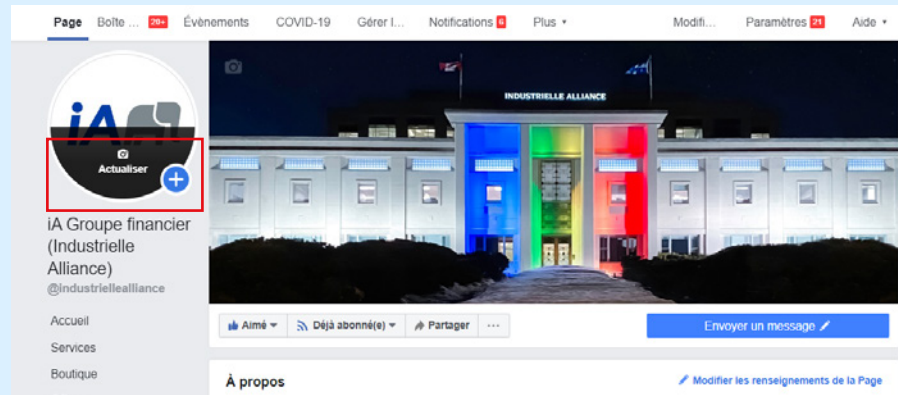 Page Boîte ... 20+ Évènements COVID-19 Gérer l... Notifications 6 Plus Modifi... Paramètres 21 Aide
iA
INDUSTRIELLE ALLIANCE
Actualiser
iA Groupe financier
(Industrielle
Alliance)
@industriellealliance
Accueil
Services
Boutique
Aimé Déjà abonné(e) Partager ... Envoyer un message
À propos Modifier les renseignements de la Page